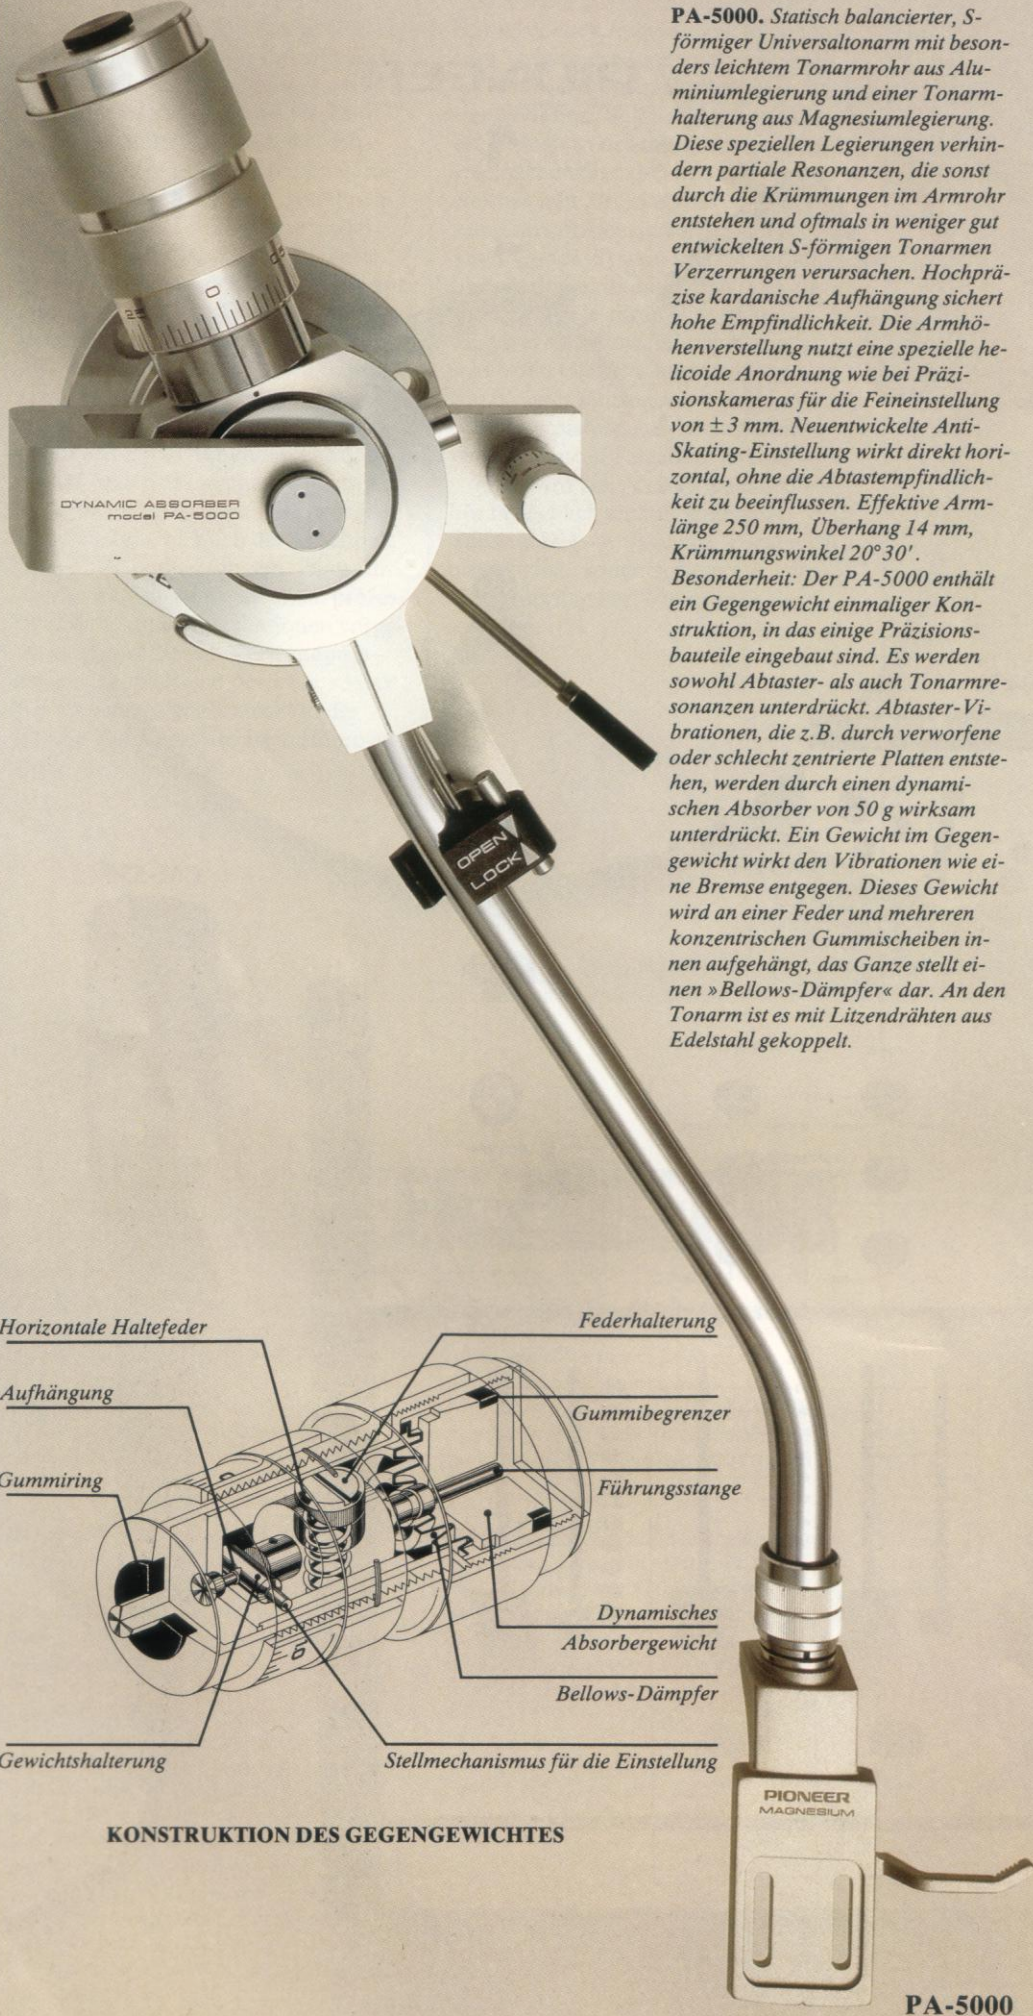 PA-5000. Statisch balancierter, S-
förmiger Universaltonarm mit beson-
ders leichtem Tonarmrohr aus Alu-
miniumlegierung und einer Tonarm-
halterung aus Magnesiumlegierung.
Diese speziellen Legierungen verhin-
dern partiale Resonanzen, die sonst
durch die Krümmungen im Armrohr
entstehen und oftmals in weniger gut
entwickelten S-förmigen Tonarmen
Verzerrungen verursachen. Hochprä-
zise kardanische Aufhängung sichert
hohe Empfindlichkeit. Die Armhö-
henverstellung nutzt eine spezielle he-
licoide Anordnung wie bei Präzi-
sionskameras für die Feineinstellung
von ± 3 mm. Neuentwickelte Anti-
Skating-Einstellung wirkt direkt hori-
zontal, ohne die Abtastempfindlich-
keit zu beeinflussen. Effektive Arm-
länge 250 mm, Überhang 14 mm,
Krümmungswinkel 20°30'.
Besonderheit: Der PA-5000 enthält
ein Gegengewicht einmaliger Kon-
struktion, in das einige Präzisions-
bauteile eingebaut sind. Es werden
sowohl Abtaster- als auch Tonarmre-
sonanzen unterdrückt. Abtaster-Vi-
brationen, die z.B. durch verworfene
oder schlecht zentrierte Platten entste-
hen, werden durch einen dynami-
schen Absorber von 50 g wirksam
unterdrückt. Ein Gewicht im Gegen-
gewicht wirkt den Vibrationen wie ei-
ne Bremse entgegen. Dieses Gewicht
wird an einer Feder und mehreren
konzentrischen Gummischeiben in-
nen aufgehängt, das Ganze stellt ei-
nen »Bellows-Dämpfer« dar. An den
Tonarm ist es mit Litzendrähten aus
Edelstahl gekoppelt.
0
DYNAMIC ABSORBER
model PA-5000
OPEN
LOCK
Horizontale Haltefeder
Federhalterung
Aufhängung
Gummibegrenzer
Gummiring
Führungsstange
Dynamisches
Absorbergewicht
Bellows-Dämpfer
Gewichtshalterung
Stellmechanismus für die Einstellung
KONSTRUKTION DES GEGENGEWICHTES
PIONEER
MAGNESIUM
PA-5000